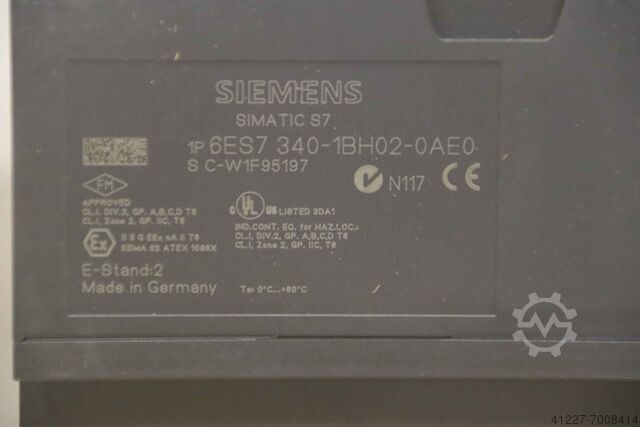 SIEMENS
SIMATIC S7
1P 6ES7 340-1BH02-0AE0
S C-W1F95197
N117 CE
FM
APPROVED
CL.I, DIV.2, GP. A,B,C,D T6
CL.I, Zone 2, GP. IIC, T6
C UL US LISTED 3DA1
IND.CONT. EQ. for HAZ.LOC.:
CL.I, DIV.2, GP. A,B,C,D T6
CL.I, Zone 2, GP. IIC, T6
Ex II 3 G EEx nA II T6
KEMA 02 ATEX 1096X
E-Stand:2
Made in Germany
Ta: 0°C...+60°C
41227-7008414